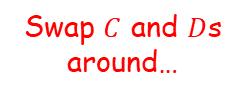 Swap 𝐶 and 𝐷s
around…